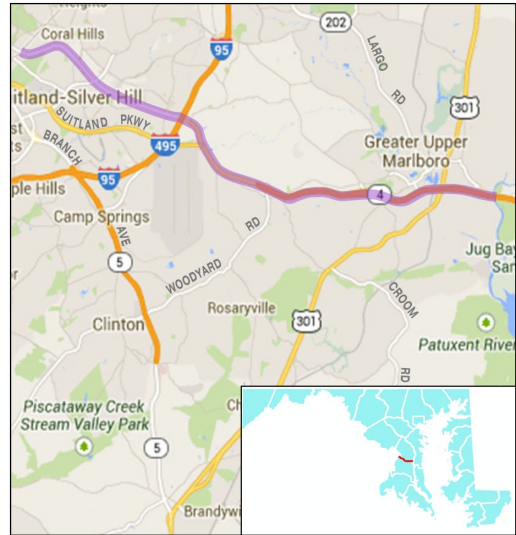 Heights
Coral Hills
202
95
LARGO
RD
301
itland-Silver Hill
SUITLAND PKWY
Greater Upper
Marlboro
495
BRANCH
AVE
95
ple Hills
4
Camp Springs
RD
WOODYARD
Jug Bay
5
San
CROOM
RD
Rosaryville
301
Clinton
Patuxent River
Piscataway Creek
Stream Valley Park
Ch
5
Brandywi